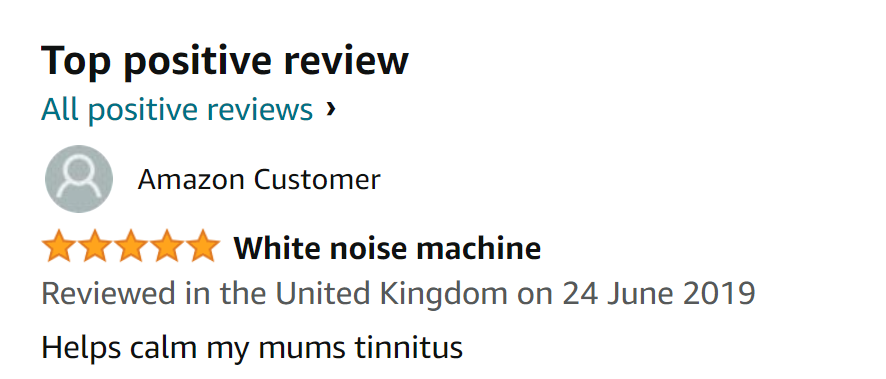 Top positive review
All positive reviews ›
Amazon Customer
White noise machine
Reviewed in the United Kingdom on 24 June 2019
Helps calm my mums tinnitus